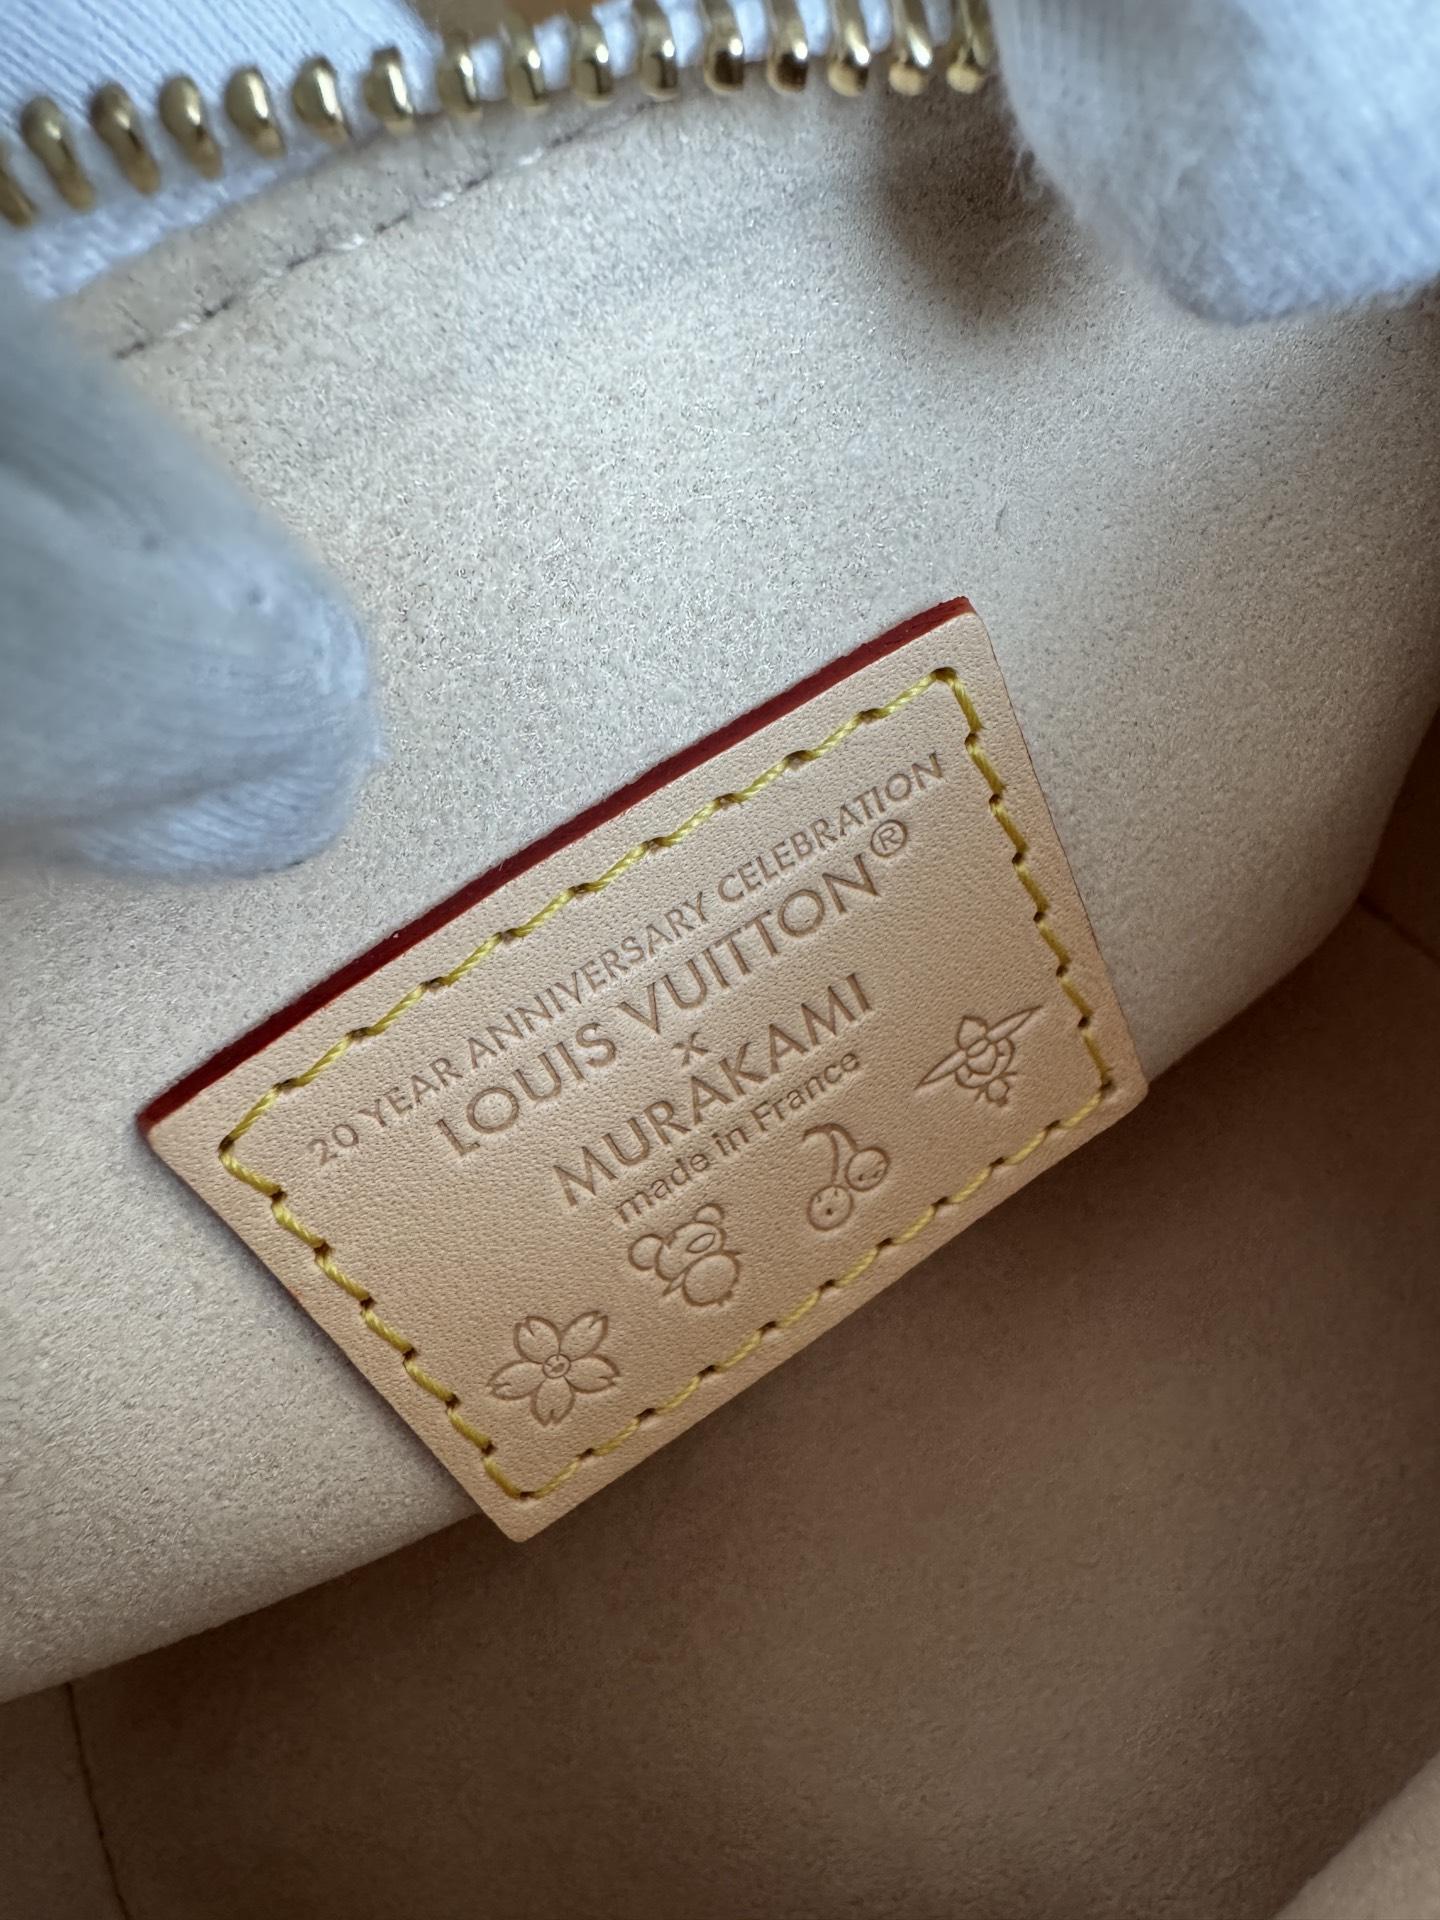 20 YEAR ANNIVERSARY CELEBRATION
LOUIS VUITTON®
x
MURAKAMI
made in France